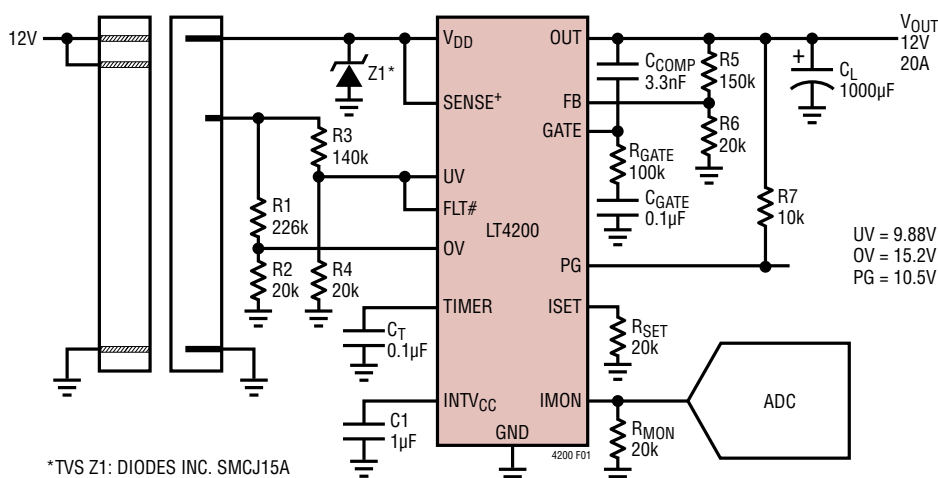 12V
Z1*
R3
140k
R1
226k
R2
20k
R4
20k
CT
0.1µF
C1
1µF
*TVS Z1: DIODES INC. SMCJ15A
VDD
SENSE+
UV
FLT#
OV
TIMER
INTVCC
LT4200
GND
OUT
FB
GATE
PG
ISET
IMON
4200 F01
CCOMP
3.3nF
R5
150k
R6
20k
RGATE
100k
CGATE
0.1µF
R7
10k
+
CL
1000µF
VOUT
12V
20A
UV = 9.88V
OV = 15.2V
PG = 10.5V
RSET
20k
RMON
20k
ADC